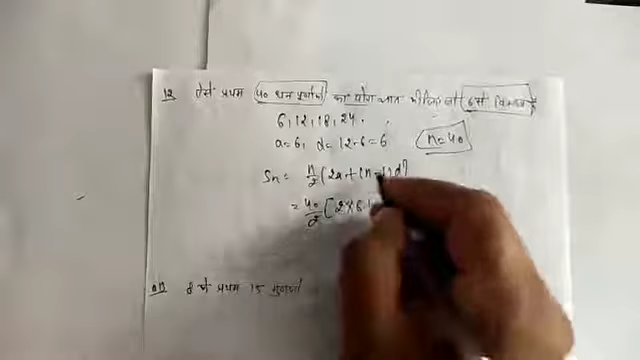 12 ऐसे प्रथम 40 धन पूर्णांकों का योग ज्ञात कीजिए जो 6 से विभाज्य है
6, 12, 18, 24 . .
a = 6, d = 12-6 = 6 n = 40
Sn = n/2 (2a + (n-1)d)
= 40/2 [2×6+
8 के प्रथम 15 गुणजों